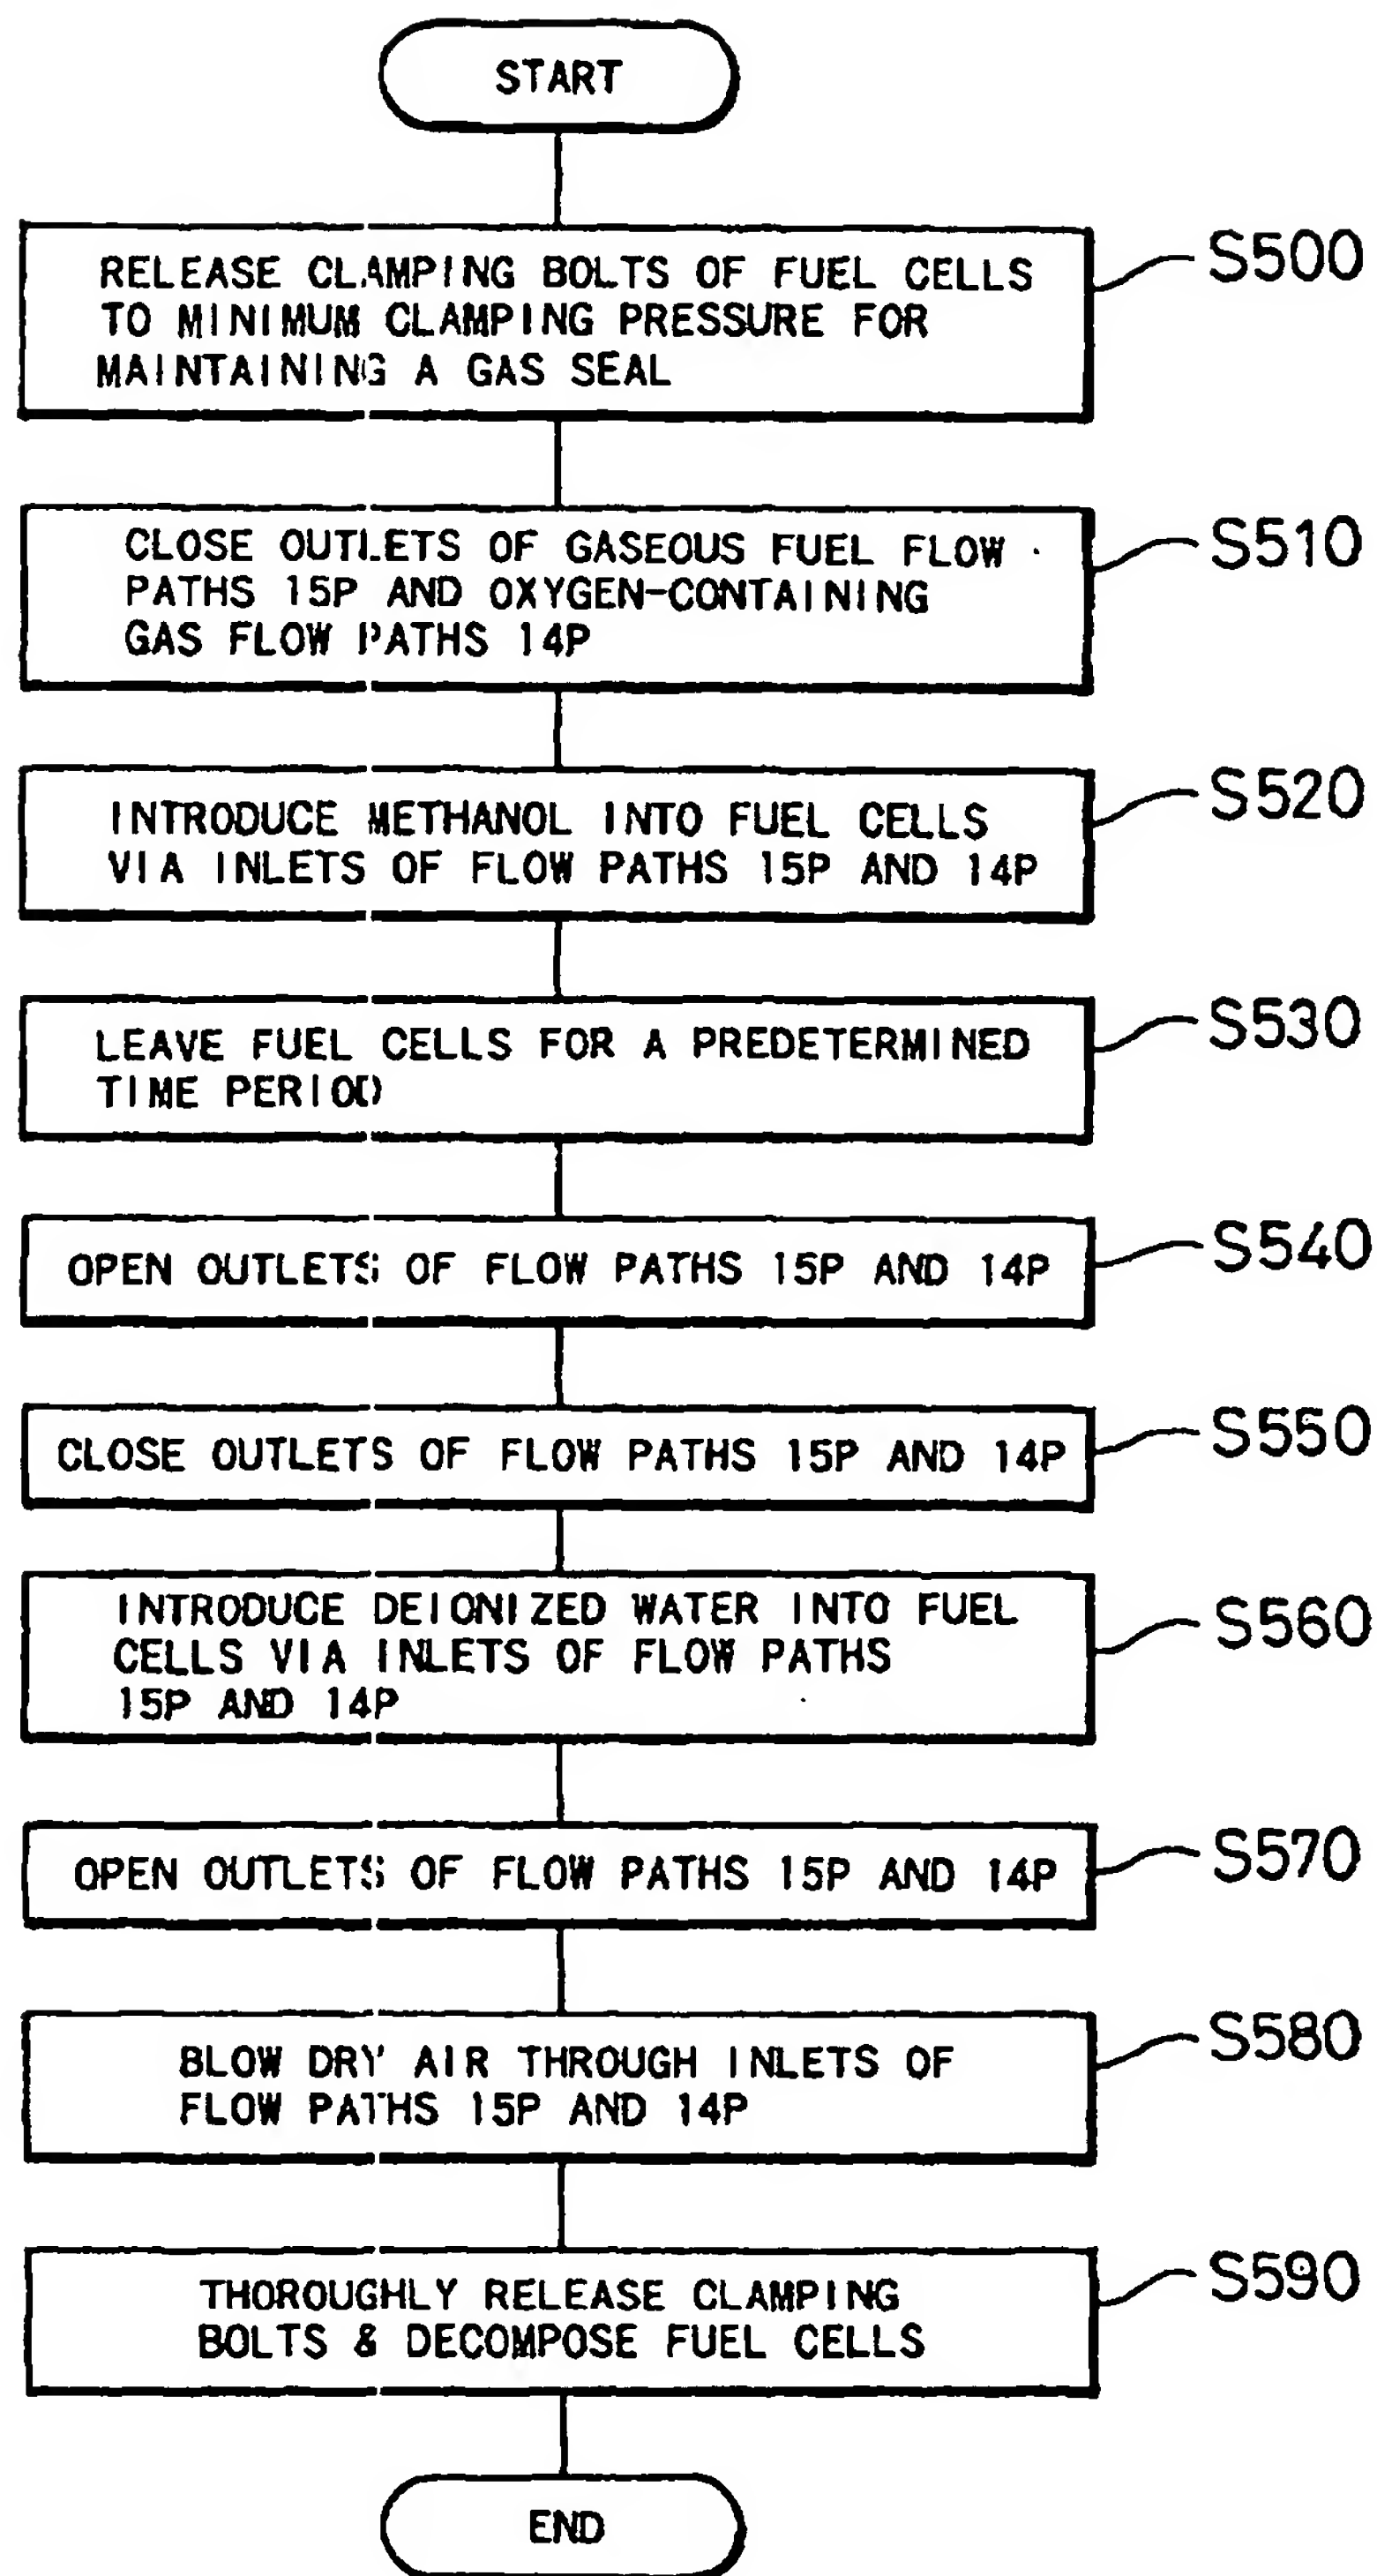 START
RELEASE CLAMPING BOLTS OF FUEL CELLS
TO MINIMUM CLAMPING PRESSURE FOR
MAINTAINING A GAS SEAL
S500
CLOSE OUTLETS OF GASEOUS FUEL FLOW
PATHS 15P AND OXYGEN-CONTAINING
GAS FLOW PATHS 14P
S510
INTRODUCE METHANOL INTO FUEL CELLS
VIA INLETS OF FLOW PATHS 15P AND 14P
S520
LEAVE FUEL CELLS FOR A PREDETERMINED
TIME PERIOD
S530
OPEN OUTLETS OF FLOW PATHS 15P AND 14P
S540
CLOSE OUTLETS OF FLOW PATHS 15P AND 14P
S550
INTRODUCE DEIONIZED WATER INTO FUEL
CELLS VIA INLETS OF FLOW PATHS
15P AND 14P
S560
OPEN OUTLETS OF FLOW PATHS 15P AND 14P
S570
BLOW DRY AIR THROUGH INLETS OF
FLOW PATHS 15P AND 14P
S580
THOROUGHLY RELEASE CLAMPING
BOLTS & DECOMPOSE FUEL CELLS
S590
END